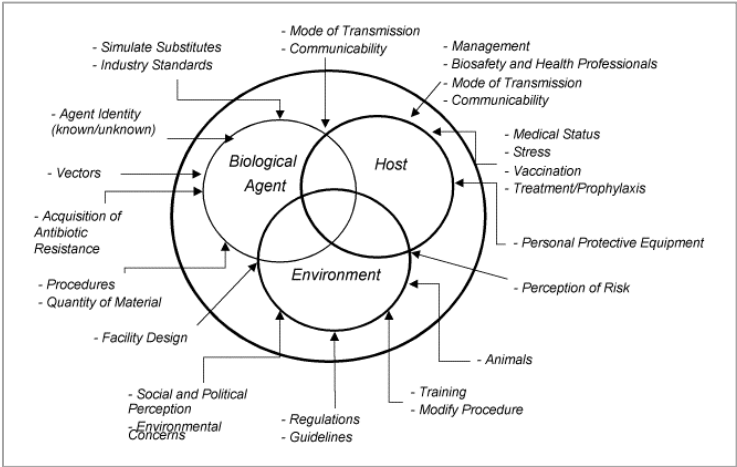 - Simulate Substitutes
- Industry Standards
- Mode of Transmission
- Communicability
- Management
- Biosafety and Health Professionals
- Mode of Transmission
- Communicability
- Agent Identity
(known/unknown)
- Vectors
- Acquisition of
Antibiotic
Resistance
- Procedures
- Quantity of Material
- Facility Design
Biological
Agent
Host
Environment
- Medical Status
- Stress
- Vaccination
- Treatment/Prophylaxis
- Personal Protective Equipment
- Perception of Risk
- Animals
- Training
- Modify Procedure
- Social and Political
Perception
- Environmental
Concerns
- Regulations
- Guidelines